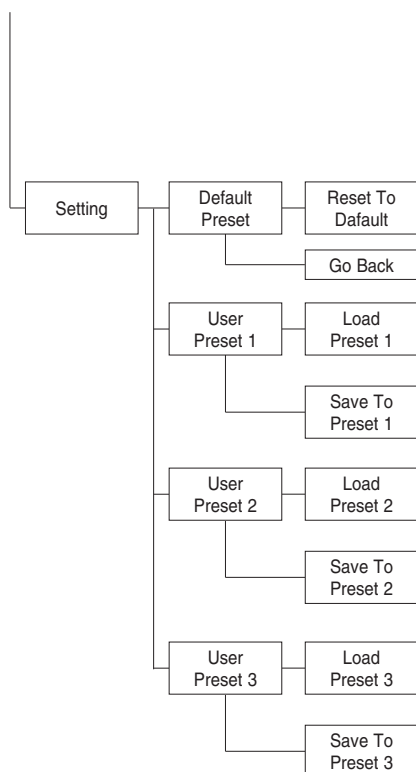 Setting
Default
Preset
Reset To
Dafault
Go Back
User
Preset 1
Load
Preset 1
Save To
Preset 1
User
Preset 2
Load
Preset 2
Save To
Preset 2
User
Preset 3
Load
Preset 3
Save To
Preset 3